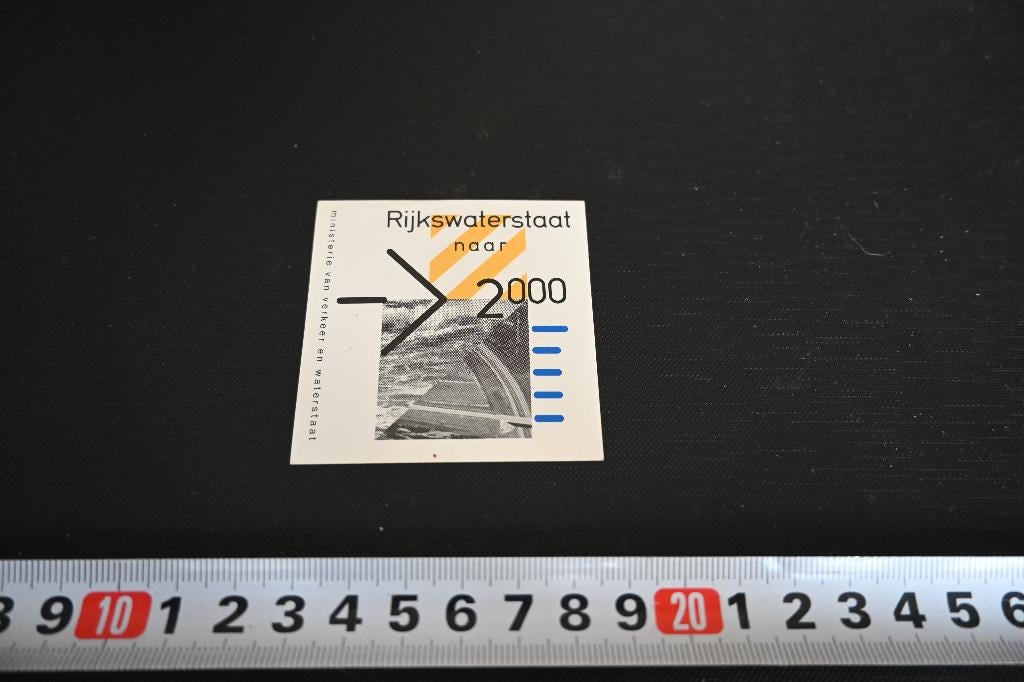 Rijkswaterstaat
naar
2000
ministerie van verkeer en waterstaat
9 10 1 2 3 4 5 6 7 8 9 20 1 2 3 4 5 6